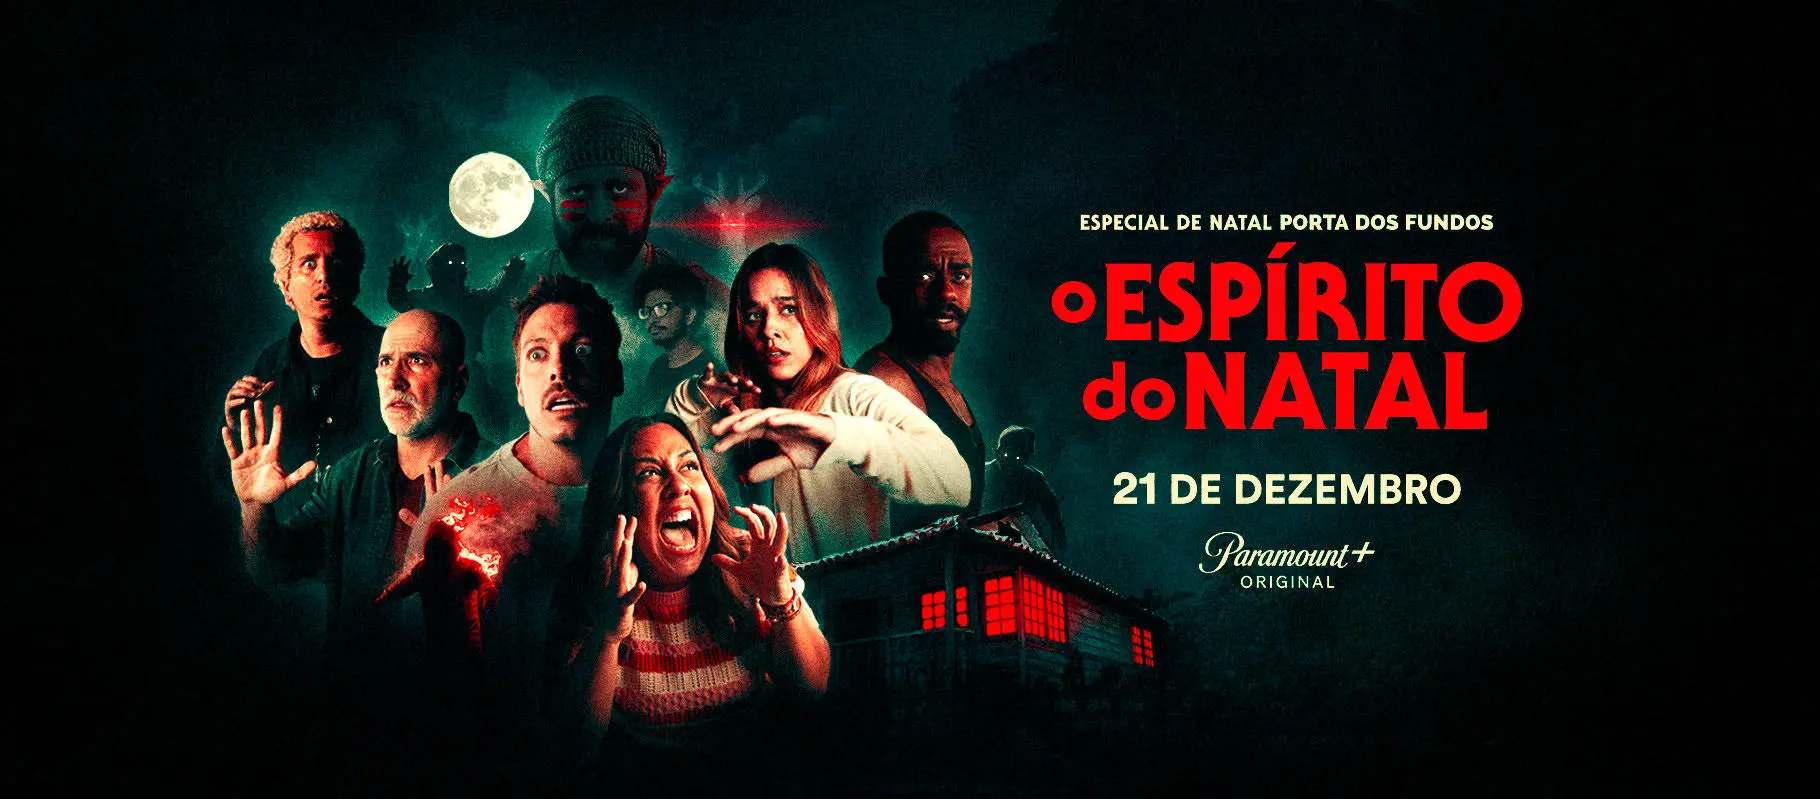 ESPECIAL DE NATAL PORTA DOS FUNDOS
O ESPÍRITO
do NATAL
21 DE DEZEMBRO
Paramount+
ORIGINAL